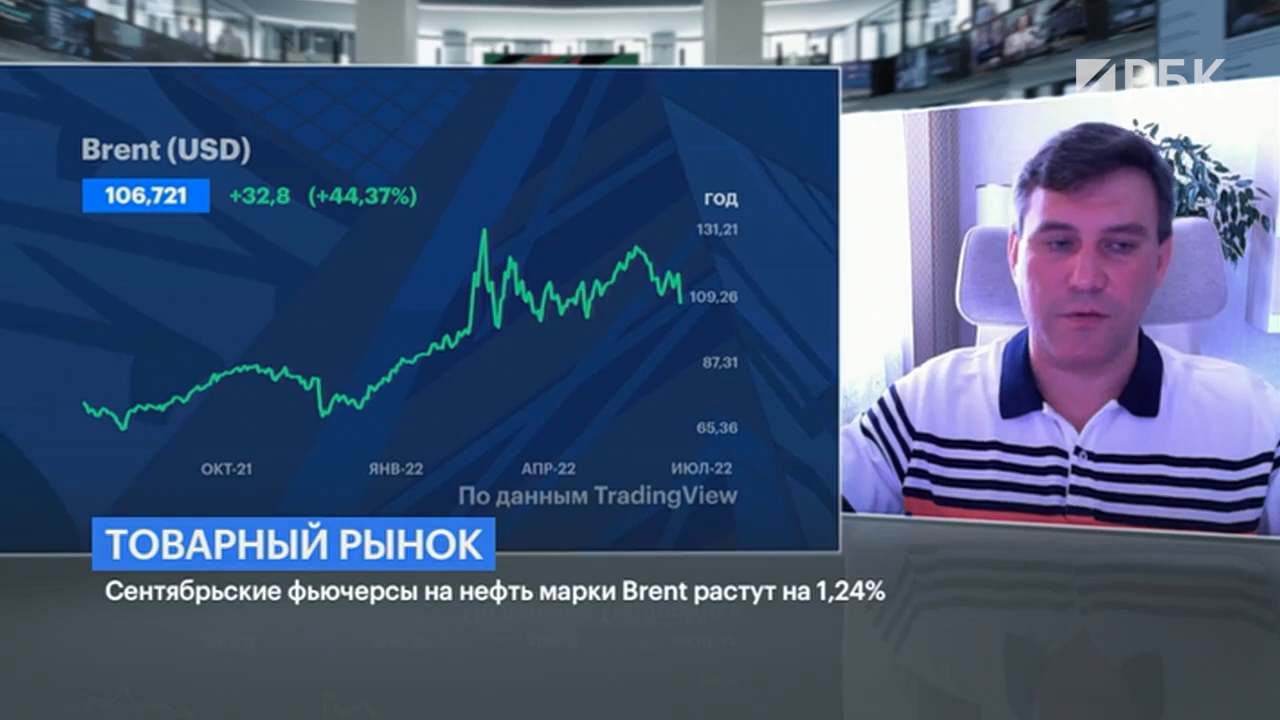 РБК
Brent (USD)
106,721 +32,8 (+44,37%)
ГОД
131,21
109,26
87,31
65,36
ОКТ-21 ЯНВ-22 АПР-22 ИЮЛ-22
По данным TradingView
ТОВАРНЫЙ РЫНОК
Сентябрьские фьючерсы на нефть марки Brent растут на 1,24%